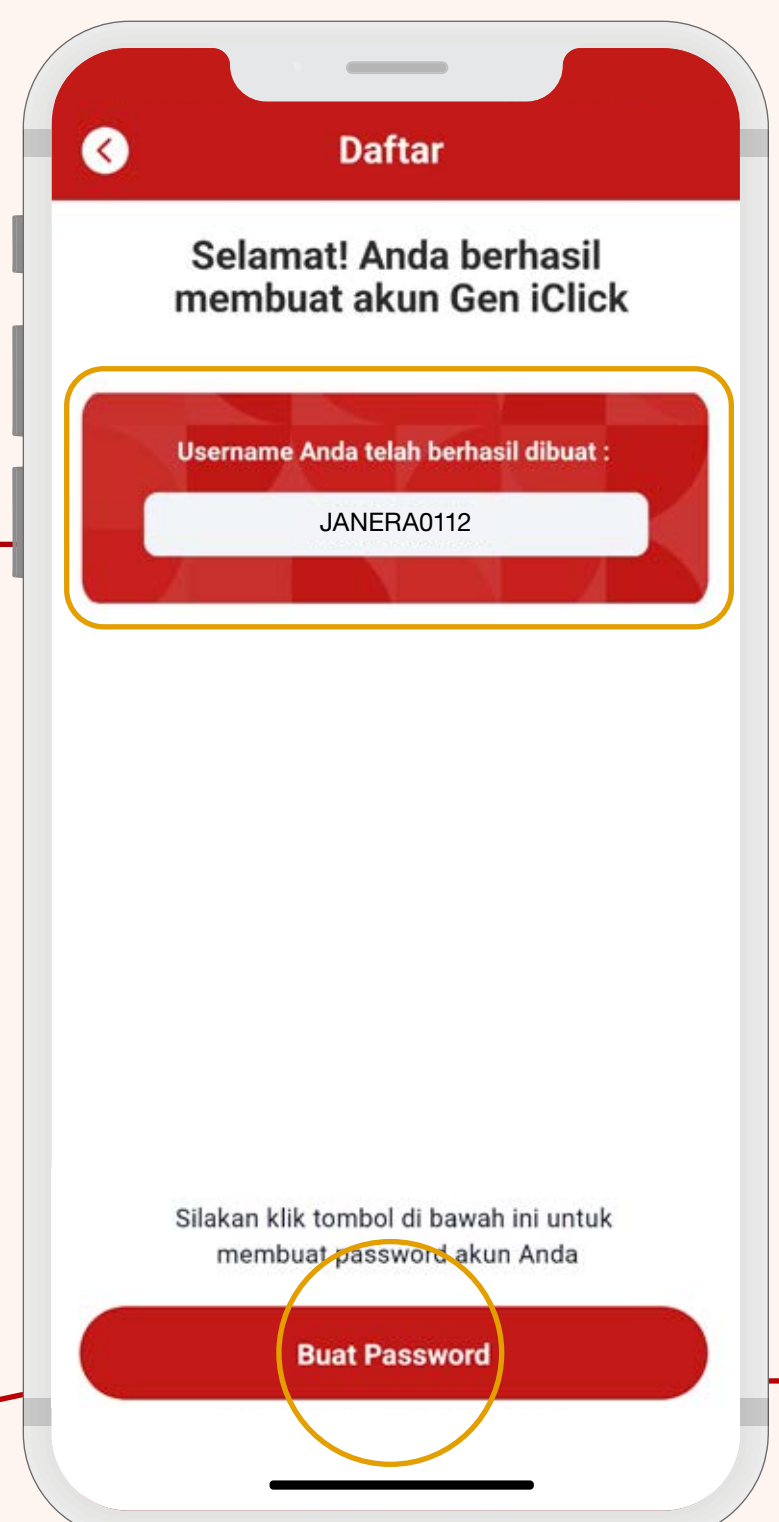 Daftar
Selamat! Anda berhasil
membuat akun Gen iClick
Username Anda telah berhasil dibuat :
JANERA0112
Silakan klik tombol di bawah ini untuk
membuat password akun Anda
Buat Password